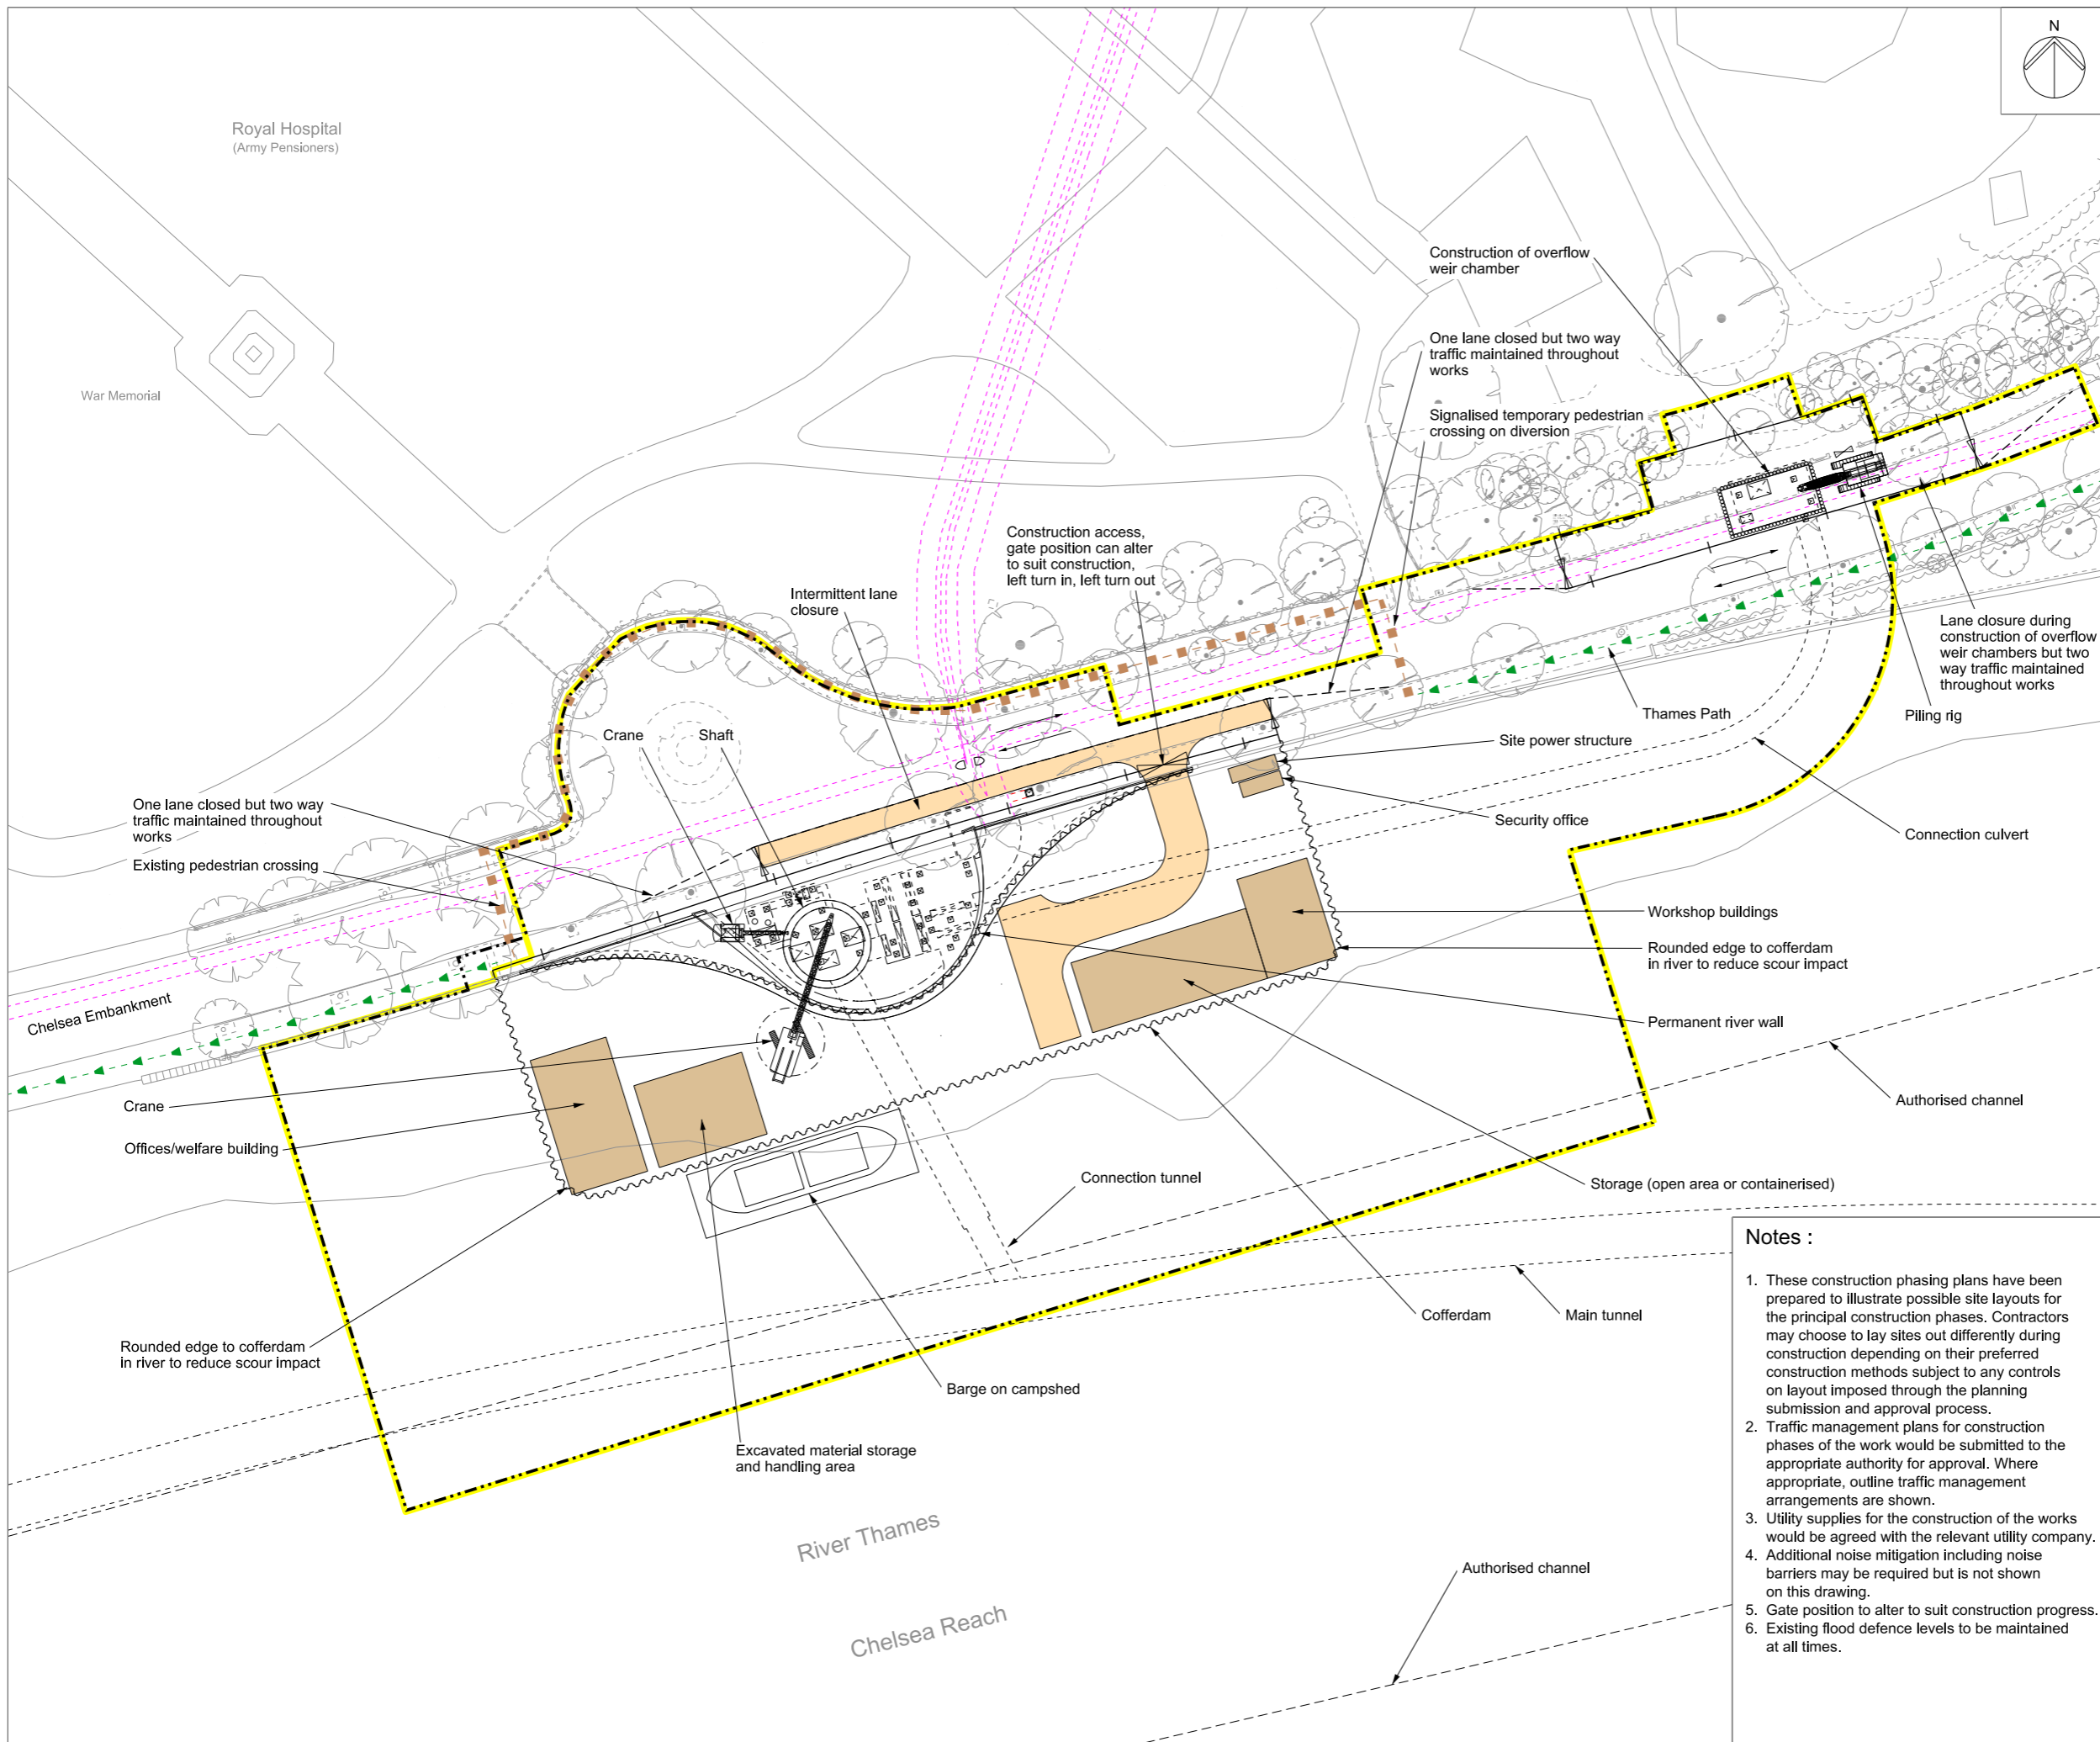 N
Royal Hospital
(Army Pensioners)
War Memorial
Construction of overflow
weir chamber
One lane closed but two way
traffic maintained throughout
works
Signalised temporary pedestrian
crossing on diversion
Construction access,
gate position can alter
to suit construction,
left turn in, left turn out
Intermittent lane
closure
Lane closure during
construction of overflow
weir chambers but two
way traffic maintained
throughout works
Piling rig
Thames Path
Crane
Shaft
Site power structure
Security office
Connection culvert
One lane closed but two way
traffic maintained throughout
works
Existing pedestrian crossing
Workshop buildings
Rounded edge to cofferdam
in river to reduce scour impact
Chelsea Embankment
Permanent river wall
Crane
Authorised channel
Offices/welfare building
Connection tunnel
Storage (open area or containerised)
Cofferdam
Main tunnel
Rounded edge to cofferdam
in river to reduce scour impact
Barge on campshed
Excavated material storage
and handling area
River Thames
Authorised channel
Chelsea Reach
Notes :
1. These construction phasing plans have been
prepared to illustrate possible site layouts for
the principal construction phases. Contractors
may choose to lay sites out differently during
construction depending on their preferred
construction methods subject to any controls
on layout imposed through the planning
submission and approval process.
2. Traffic management plans for construction
phases of the work would be submitted to the
appropriate authority for approval. Where
appropriate, outline traffic management
arrangements are shown.
3. Utility supplies for the construction of the works
would be agreed with the relevant utility company.
4. Additional noise mitigation including noise
barriers may be required but is not shown
on this drawing.
5. Gate position to alter to suit construction progress.
6. Existing flood defence levels to be maintained
at all times.